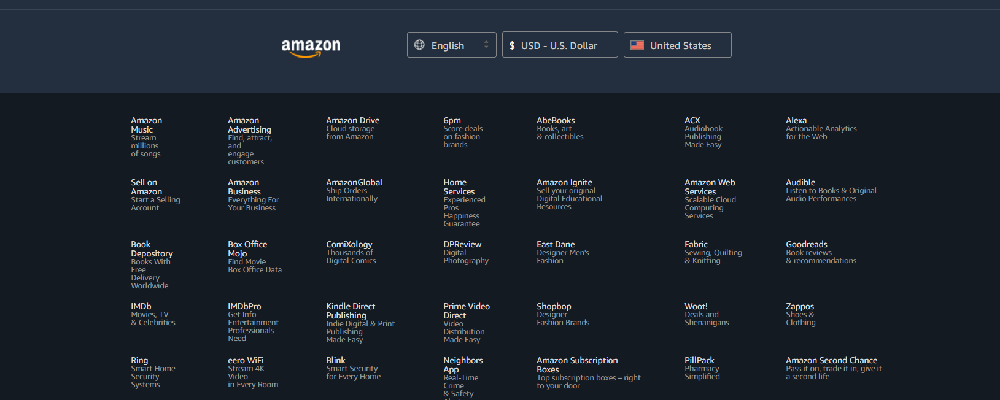 amazon
English
$ USD - U.S. Dollar
United States
Amazon
Music
Stream
millions
of songs
Amazon
Advertising
Find, attract,
and
engage
customers
Amazon Drive
Cloud storage
from Amazon
6pm
Score deals
on fashion
brands
AbeBooks
Books, art
& collectibles
ACX
Audiobook
Publishing
Made Easy
Alexa
Actionable Analytics
for the Web
Sell on
Amazon
Start a Selling
Account
Amazon
Business
Everything For
Your Business
AmazonGlobal
Ship Orders
Internationally
Home
Services
Experienced
Pros
Happiness
Guarantee
Amazon Ignite
Sell your original
Digital Educational
Resources
Amazon Web
Services
Scalable Cloud
Computing
Services
Audible
Listen to Books & Original
Audio Performances
Book
Depository
Books With
Free
Delivery
Worldwide
Box Office
Mojo
Find Movie
Box Office Data
ComiXology
Thousands of
Digital Comics
DPReview
Digital
Photography
East Dane
Designer Men's
Fashion
Fabric
Sewing, Quilting
& Knitting
Goodreads
Book reviews
& recommendations
IMDb
Movies, TV
& Celebrities
IMDbPro
Get Info
Entertainment
Professionals
Need
Kindle Direct
Publishing
Indie Digital & Print
Publishing
Made Easy
Prime Video
Direct
Video
Distribution
Made Easy
Shopbop
Designer
Fashion Brands
Woot!
Deals and
Shenanigans
Zappos
Shoes &
Clothing
Ring
Smart Home
Security
Systems
eero WiFi
Stream 4K
Video
in Every Room
Blink
Smart Security
for Every Home
Neighbors
App
Real-Time
Crime
& Safety
Amazon Subscription
Boxes
Top subscription boxes – right
to your door
PillPack
Pharmacy
Simplified
Amazon Second Chance
Pass it on, trade it in, give it
a second life